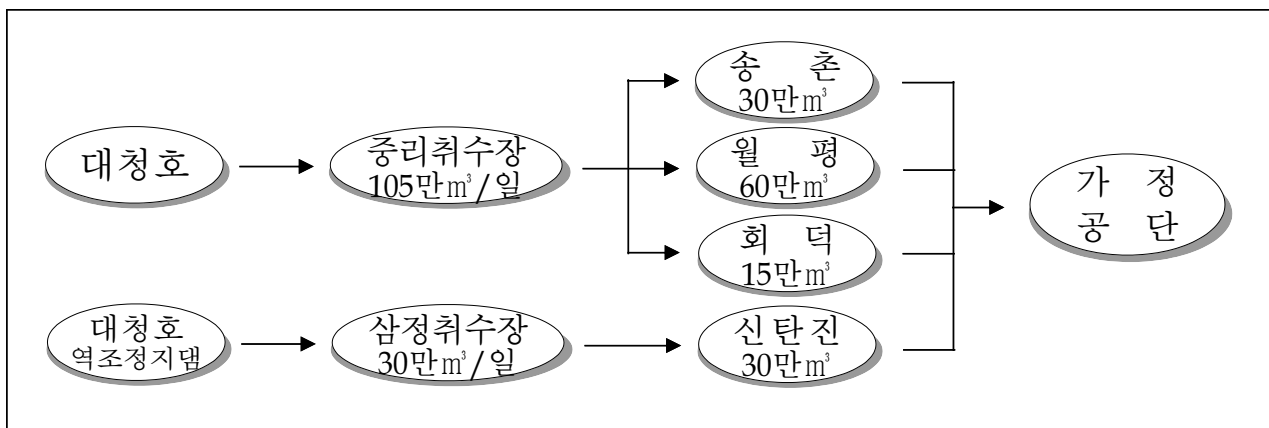 대청호
중리취수장
105만㎥/일
송 촌
30만㎥
월 평
60만㎥
회 덕
15만㎥
가 정
공 단
대청호
역조정지댐
삼정취수장
30만㎥/일
신탄진
30만㎥